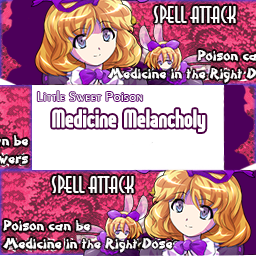 SPELL ATTACK
Poison can
Medicine in the Right D
Little Sweet Poison
Medicine Melancholy
n be
wers
SPELL ATTACK
Poison can be
Medicine in the Right Dose